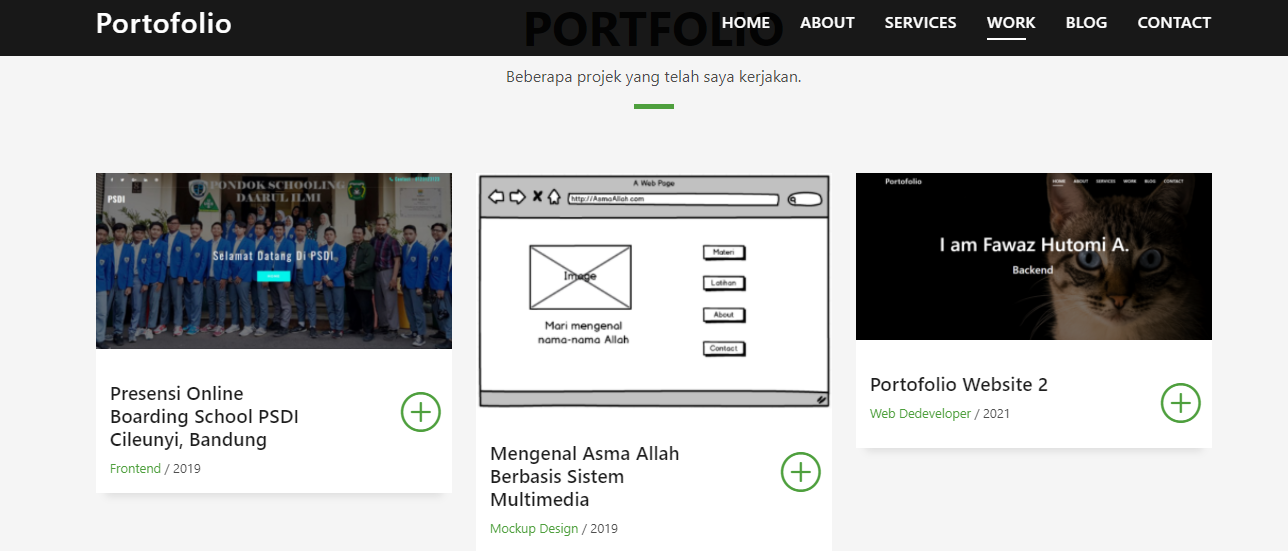 Portofolio
HOME ABOUT SERVICES WORK BLOG CONTACT
PORTFOLIO
Beberapa projek yang telah saya kerjakan.
PONDOK SCHOOLING
DAARUL ILMI
PSDI
Selamat Datang Di PSDI
Presensi Online
Boarding School PSDI
Cileunyi, Bandung
Frontend / 2019
A Web Page
http://AsmaAllah.com
Image
Mari mengenal
nama-nama Allah
Materi
Latihan
About
Contact
Mengenal Asma Allah
Berbasis Sistem
Multimedia
Mockup Design / 2019
Portofolio
HOME ABOUT SERVICES WORK BLOG CONTACT
I am Fawaz Hutomi A.
Backend
Portofolio Website 2
Web Dedeveloper / 2021